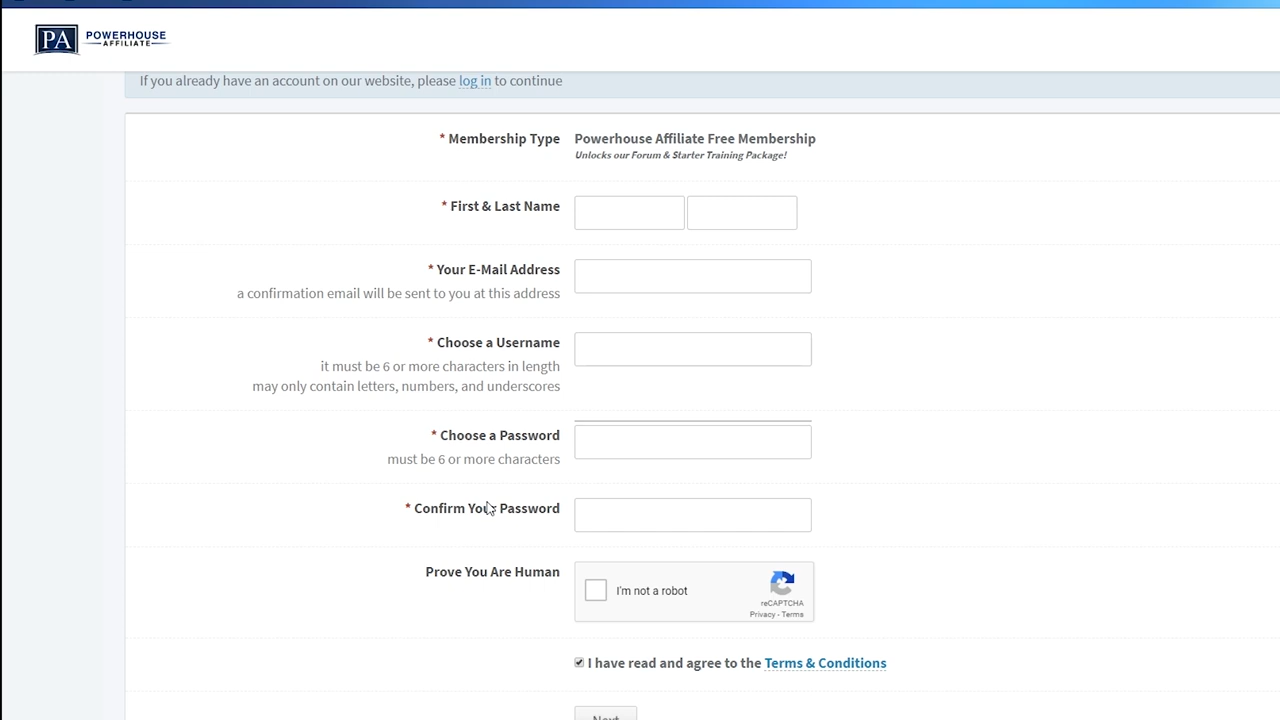 PA POWERHOUSE
AFFILIATE
If you already have an account on our website, please log in to continue
* Membership Type Powerhouse Affiliate Free Membership
Unlocks our Forum & Starter Training Package!
* First & Last Name
* Your E-Mail Address
a confirmation email will be sent to you at this address
* Choose a Username
it must be 6 or more characters in length
may only contain letters, numbers, and underscores
* Choose a Password
must be 6 or more characters
* Confirm Your Password
Prove You Are Human
I'm not a robot
reCAPTCHA
Privacy - Terms
I have read and agree to the Terms & Conditions
Next